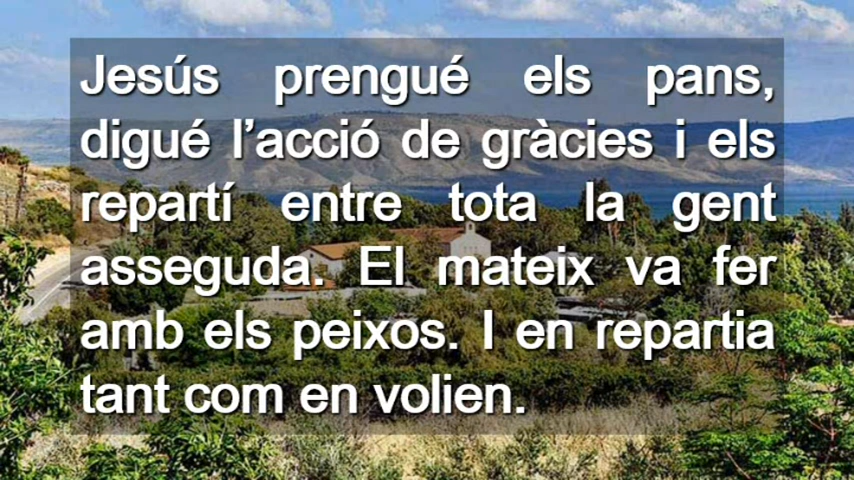 Jesús prengué els pans,
digué l’acció de gràcies i els
repartí entre tota la gent
asseguda. El mateix va fer
amb els peixos. I en repartia
tant com en volien.